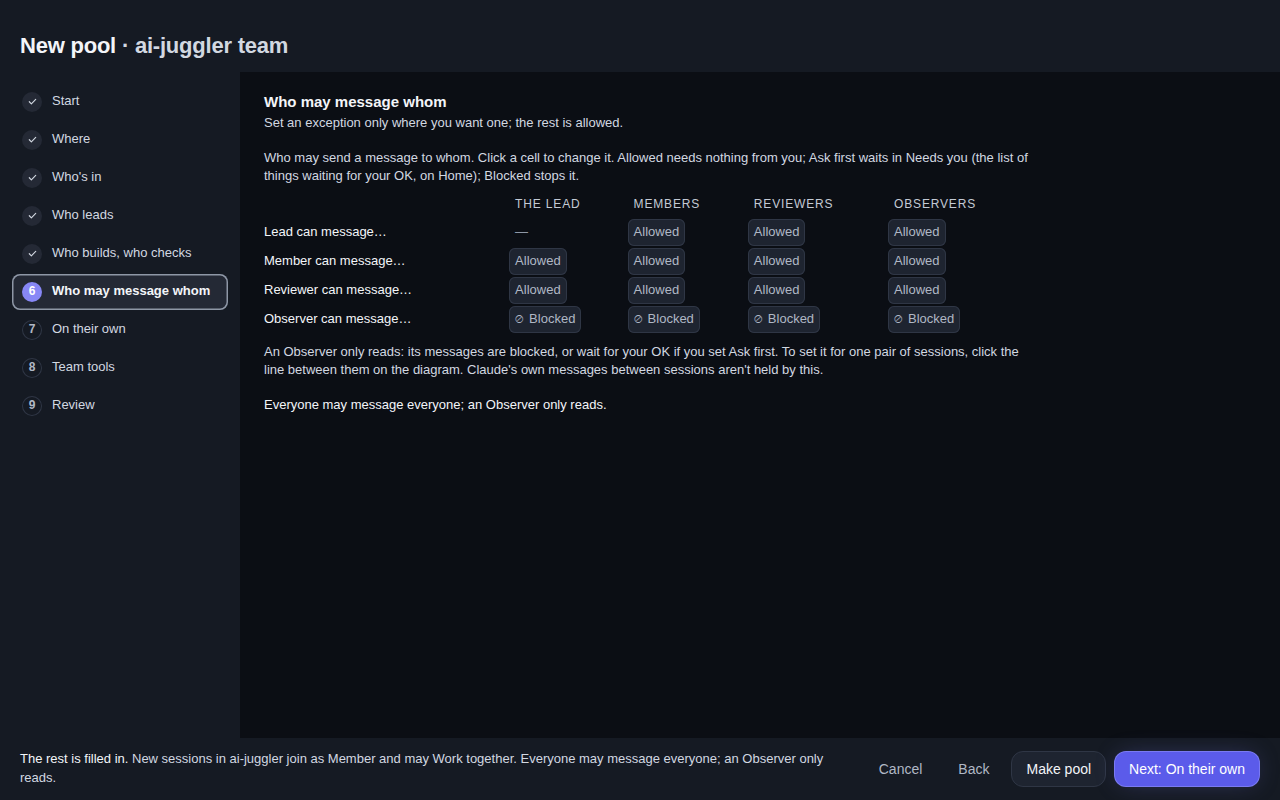 New pool · ai-juggler team
Start
Where
Who's in
Who leads
Who builds, who checks
6 Who may message whom
7 On their own
8 Team tools
9 Review
Who may message whom
Set an exception only where you want one; the rest is allowed.
Who may send a message to whom. Click a cell to change it. Allowed needs nothing from you; Ask first waits in Needs you (the list of
things waiting for your OK, on Home); Blocked stops it.
THE LEAD MEMBERS REVIEWERS OBSERVERS
Lead can message… — Allowed Allowed Allowed
Member can message… Allowed Allowed Allowed Allowed
Reviewer can message… Allowed Allowed Allowed Allowed
Observer can message… ⊘ Blocked ⊘ Blocked ⊘ Blocked ⊘ Blocked
An Observer only reads: its messages are blocked, or wait for your OK if you set Ask first. To set it for one pair of sessions, click the
line between them on the diagram. Claude's own messages between sessions aren't held by this.
Everyone may message everyone; an Observer only reads.
The rest is filled in. New sessions in ai-juggler join as Member and may Work together. Everyone may message everyone; an Observer only
reads.
Cancel Back Make pool Next: On their own